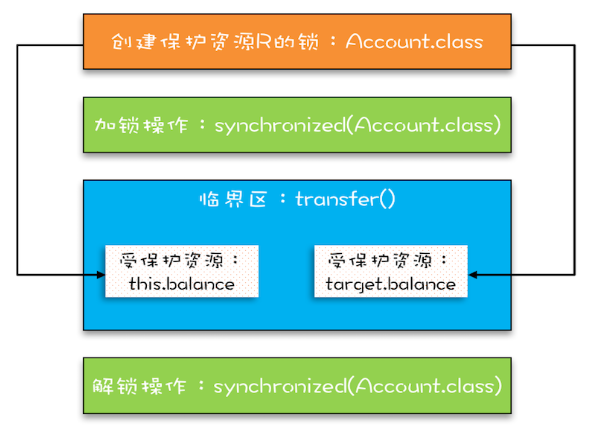 创建保护资源R的锁：Account.class
加锁操作：synchronized(Account.class)
临界区：transfer()
受保护资源：
this.balance
受保护资源：
target.balance
解锁操作：synchronized(Account.class)